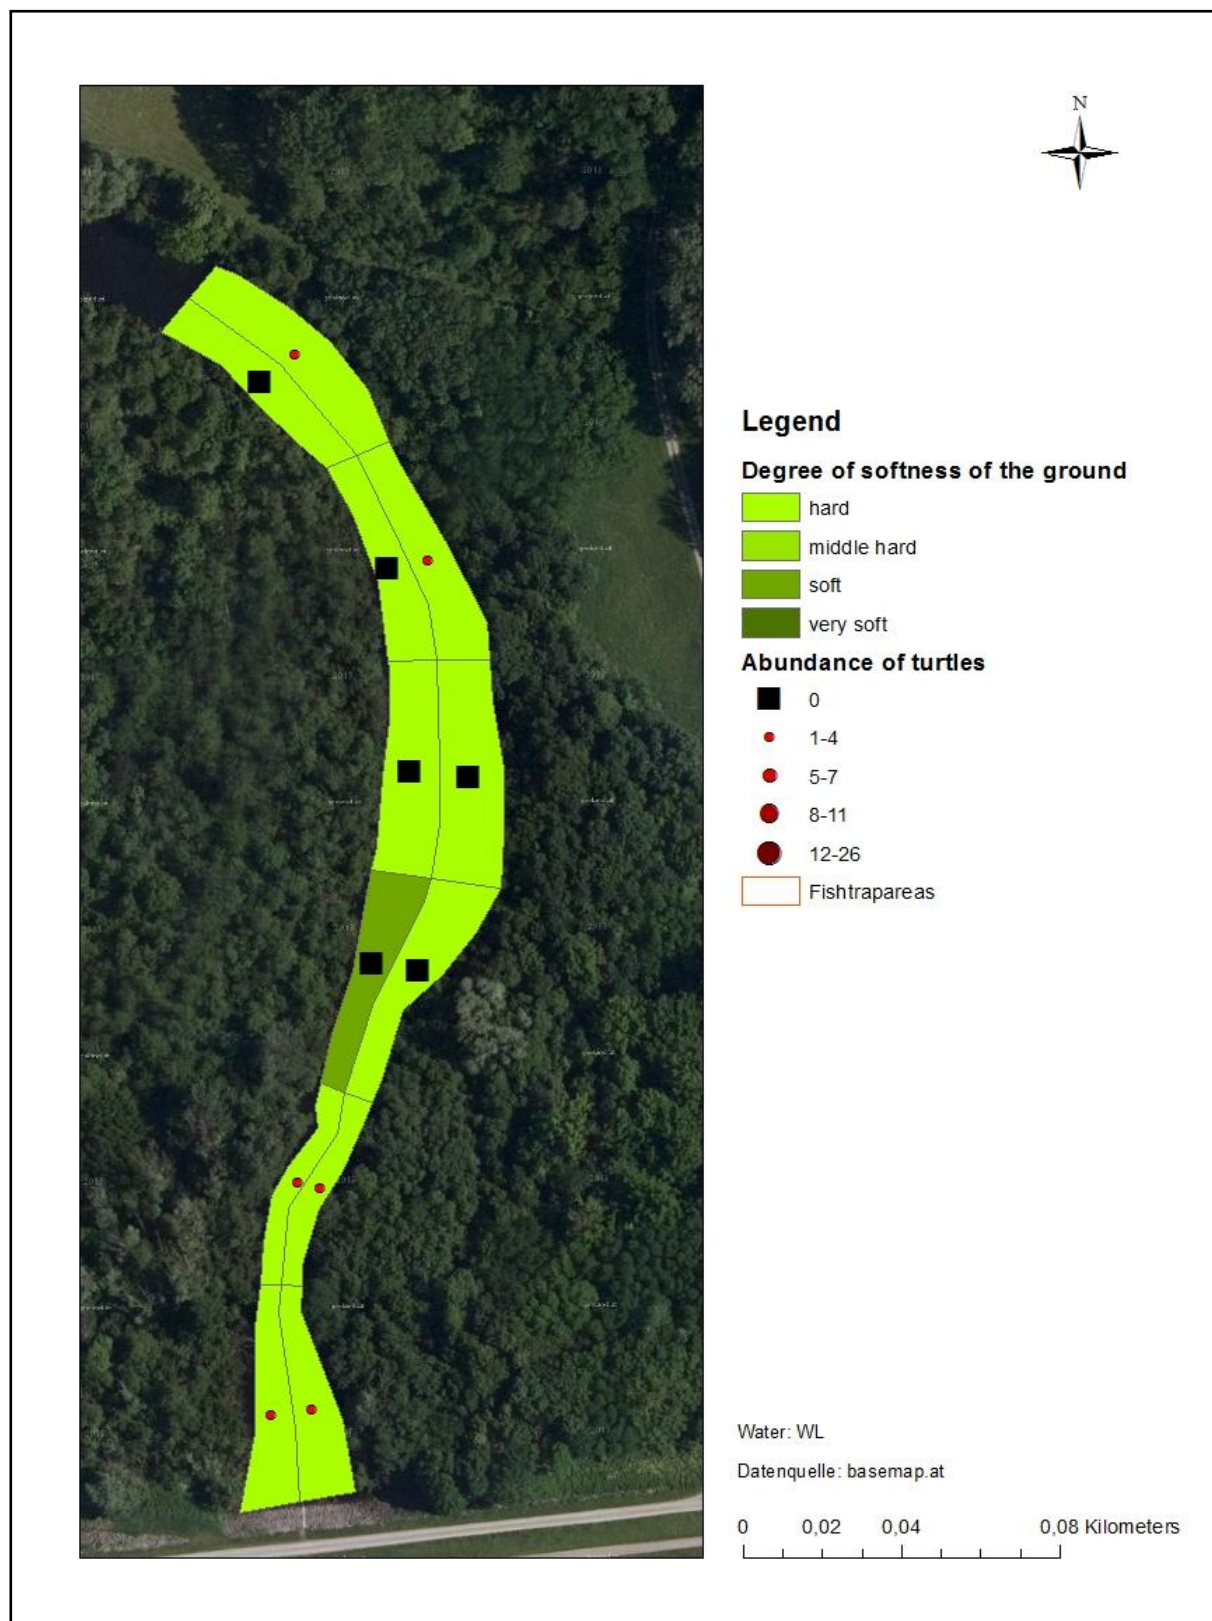 N
Legend
Degree of softness of the ground
hard
middle hard
soft
very soft
Abundance of turtles
0
1-4
5-7
8-11
12-26
Fishtrapareas
Water: WL
Datenquelle: basemap.at
0 0,02 0,04 0,08 Kilometers